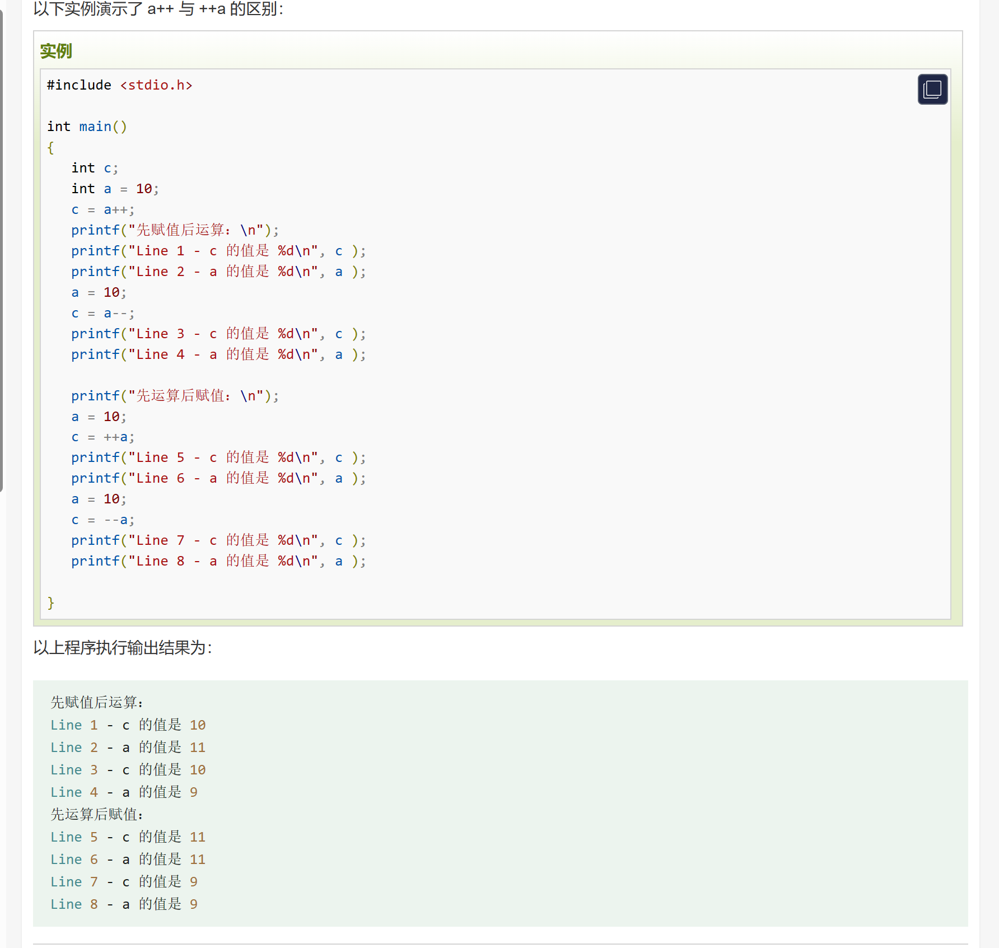 以下实例演示了 a++ 与 ++a 的区别：
实例
#include <stdio.h>
int main()
{
   int c;
   int a = 10;
   c = a++;
   printf("先赋值后运算：\n");
   printf("Line 1 - c 的值是 %d\n", c );
   printf("Line 2 - a 的值是 %d\n", a );
   a = 10;
   c = a--;
   printf("Line 3 - c 的值是 %d\n", c );
   printf("Line 4 - a 的值是 %d\n", a );
   printf("先运算后赋值：\n");
   a = 10;
   c = ++a;
   printf("Line 5 - c 的值是 %d\n", c );
   printf("Line 6 - a 的值是 %d\n", a );
   a = 10;
   c = --a;
   printf("Line 7 - c 的值是 %d\n", c );
   printf("Line 8 - a 的值是 %d\n", a );
}
以上程序执行输出结果为：
先赋值后运算：
Line 1 - c 的值是 10
Line 2 - a 的值是 11
Line 3 - c 的值是 10
Line 4 - a 的值是 9
先运算后赋值：
Line 5 - c 的值是 11
Line 6 - a 的值是 11
Line 7 - c 的值是 9
Line 8 - a 的值是 9